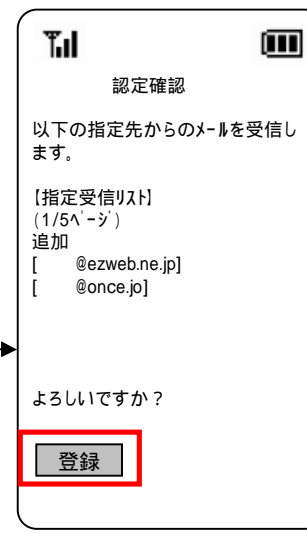 認定確認
以下の指定先からのﾒｰﾙを受信し
ます。
【指定受信ﾘｽﾄ】
(1/5ﾍﾟｰｼﾞ)
追加
[　　@ezweb.ne.jp]
[　　@once.jo]
よろしいですか？
登録